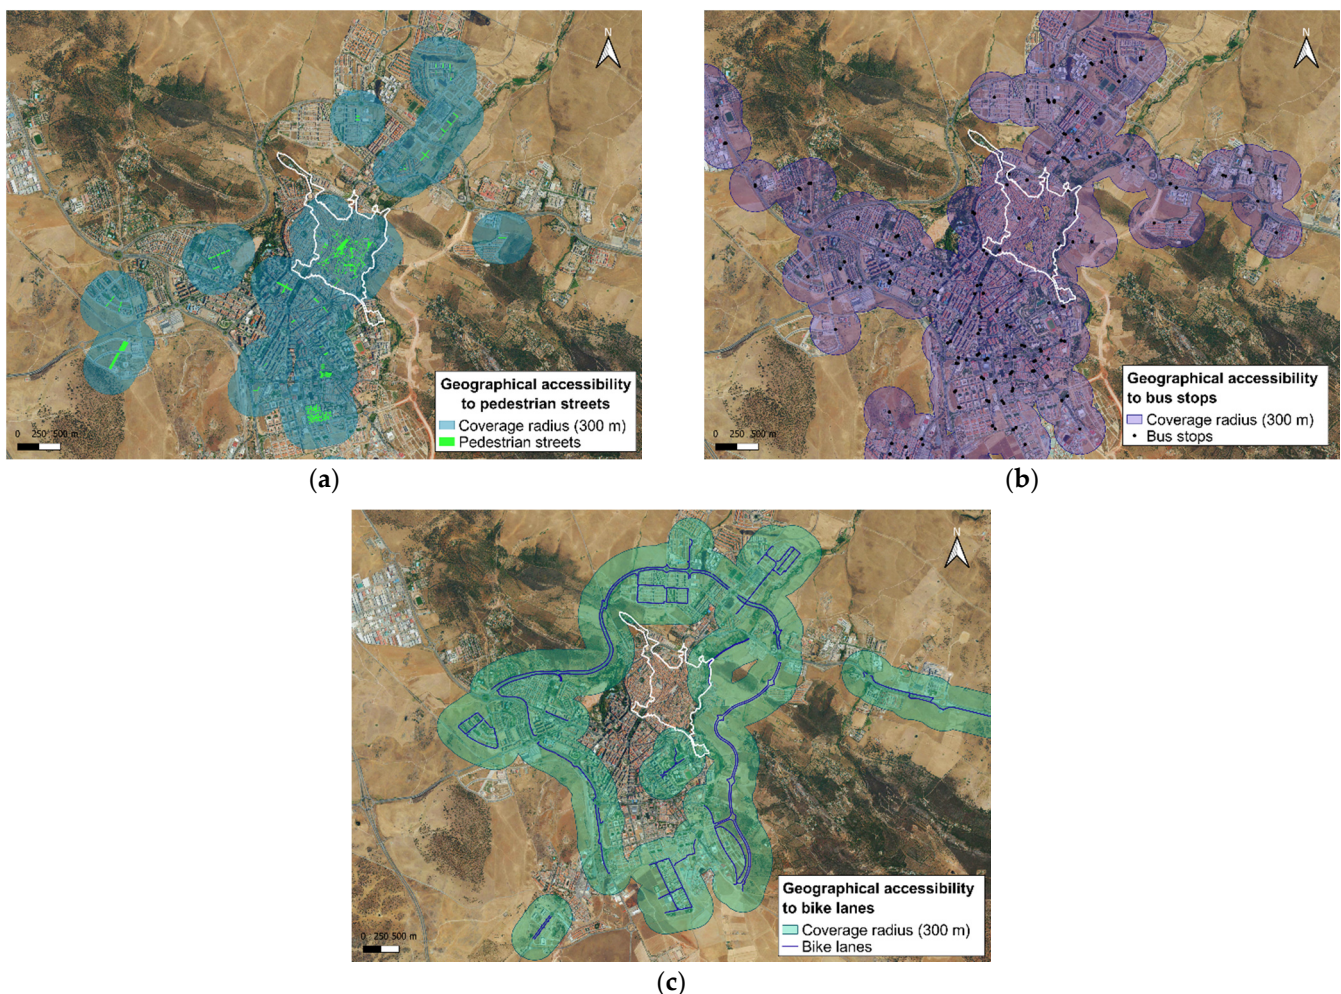 N
Geographical accessibility
to pedestrian streets
Coverage radius (300 m)
Pedestrian streets
0 250 500 m
(a)
N
Geographical accessibility
to bus stops
Coverage radius (300 m)
Bus stops
0 250 500 m
(b)
N
Geographical accessibility
to bike lanes
Coverage radius (300 m)
Bike lanes
0 250 500 m
(c)